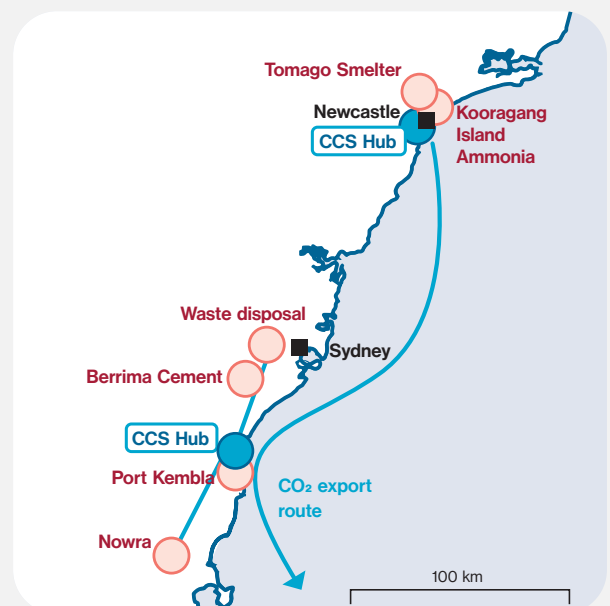 Tomago Smelter
Newcastle
CCS Hub
Kooragang
Island
Ammonia
Waste disposal
Sydney
Berrima Cement
CCS Hub
Port Kembla
CO₂ export
route
Nowra
100 km